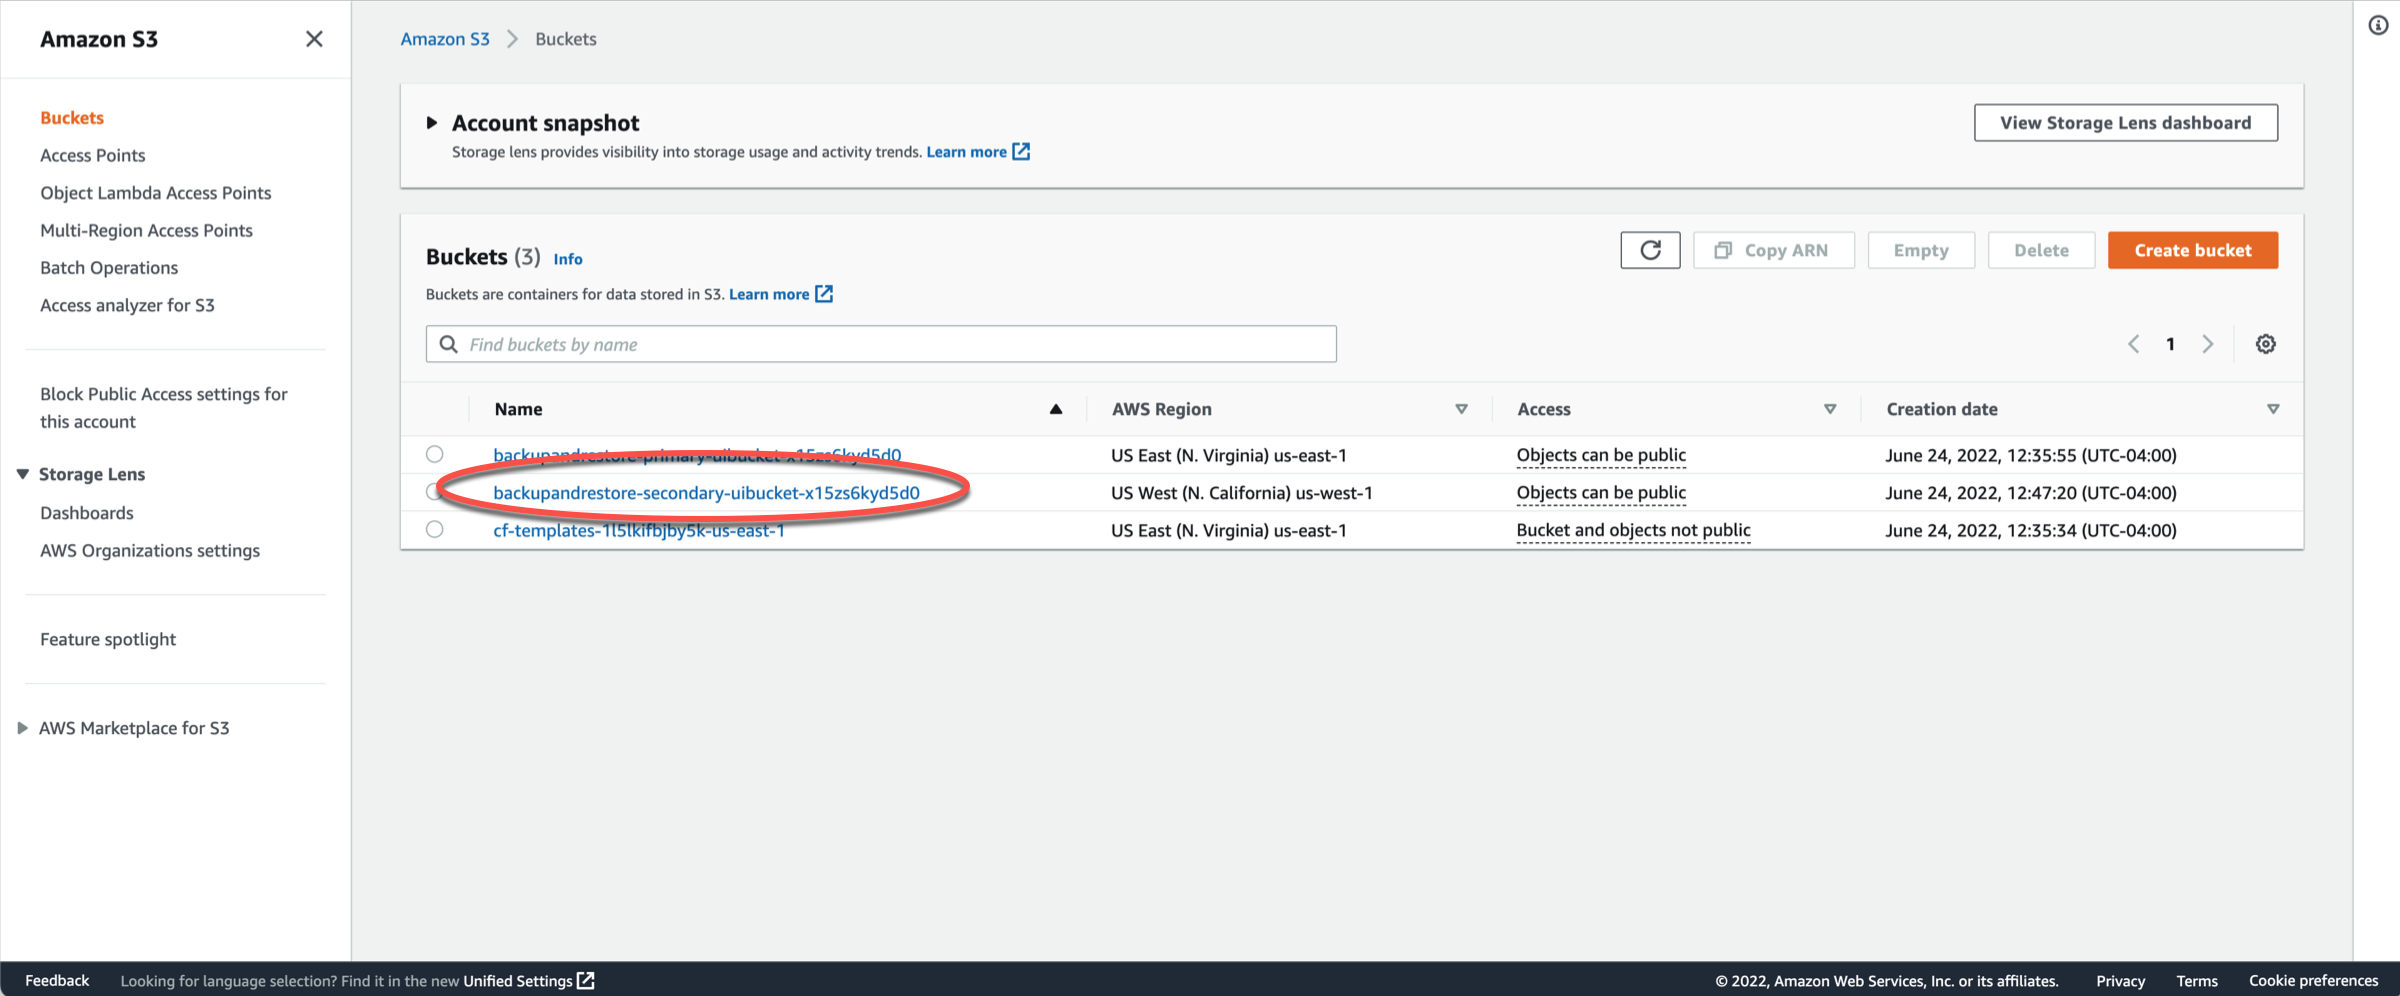 Amazon S3
Buckets
Access Points
Object Lambda Access Points
Multi-Region Access Points
Batch Operations
Access analyzer for S3
Block Public Access settings for
this account
Storage Lens
Dashboards
AWS Organizations settings
Feature spotlight
AWS Marketplace for S3
Amazon S3 Buckets
Account snapshot
View Storage Lens dashboard
Storage lens provides visibility into storage usage and activity trends. Learn more
Buckets (3) Info
Copy ARN Empty Delete Create bucket
Buckets are containers for data stored in S3. Learn more
Find buckets by name
1
Name AWS Region Access Creation date
backupandrestore-primary-uibucket-x15zs6kyd5d0 US East (N. Virginia) us-east-1 Objects can be public June 24, 2022, 12:35:55 (UTC-04:00)
backupandrestore-secondary-uibucket-x15zs6kyd5d0 US West (N. California) us-west-1 Objects can be public June 24, 2022, 12:47:20 (UTC-04:00)
cf-templates-1l5lkifbjby5k-us-east-1 US East (N. Virginia) us-east-1 Bucket and objects not public June 24, 2022, 12:35:34 (UTC-04:00)
Feedback Looking for language selection? Find it in the new Unified Settings © 2022, Amazon Web Services, Inc. or its affiliates. Privacy Terms Cookie preferences